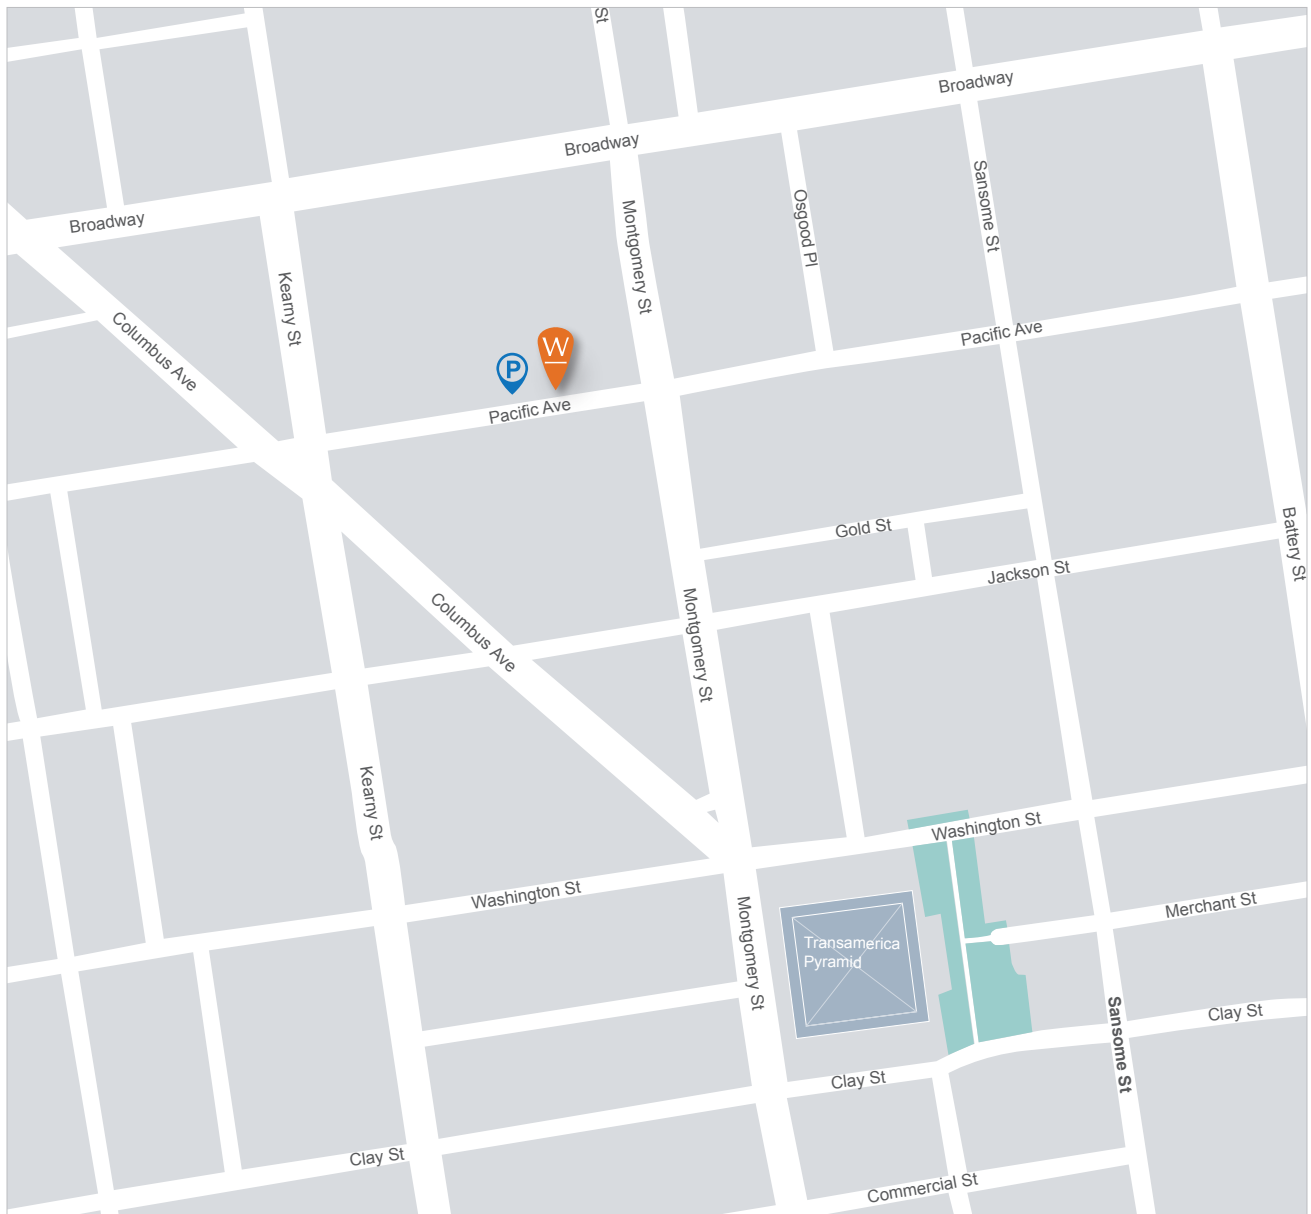 St
Broadway
Broadway
Broadway
Sansome St
Osgood Pl
Montgomery St
Kearny St
Columbus Ave
Pacific Ave
W
P
Pacific Ave
Gold St
Battery St
Jackson St
Columbus Ave
Montgomery St
Kearny St
Washington St
Washington St
Merchant St
Montgomery St
Transamerica
Pyramid
Sansome St
Clay St
Clay St
Clay St
Commercial St